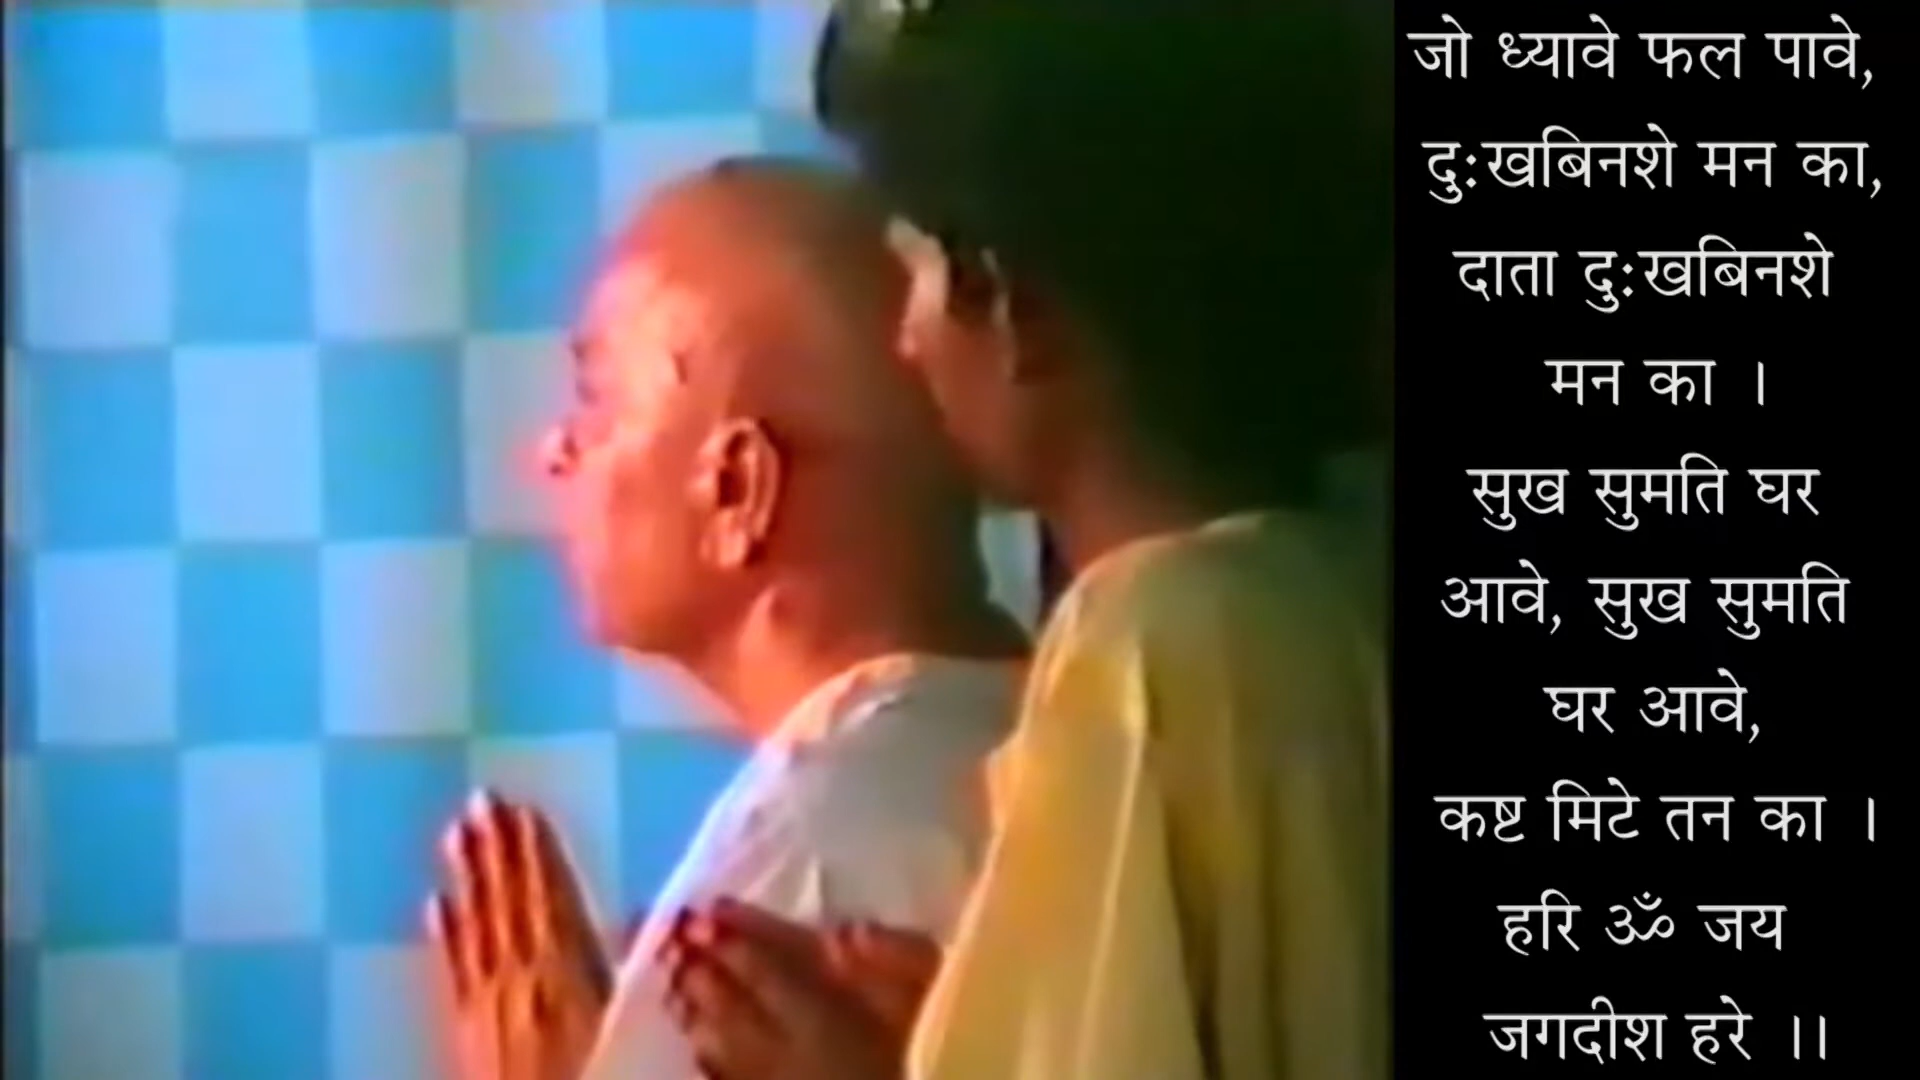 जो ध्यावे फल पावे,
दुःखबिनशे मन का,
दाता दुःखबिनशे
मन का ।
सुख सुमति घर
आवे, सुख सुमति
घर आवे,
कष्ट मिटे तन का ।
हरि ॐ जय
जगदीश हरे ।।